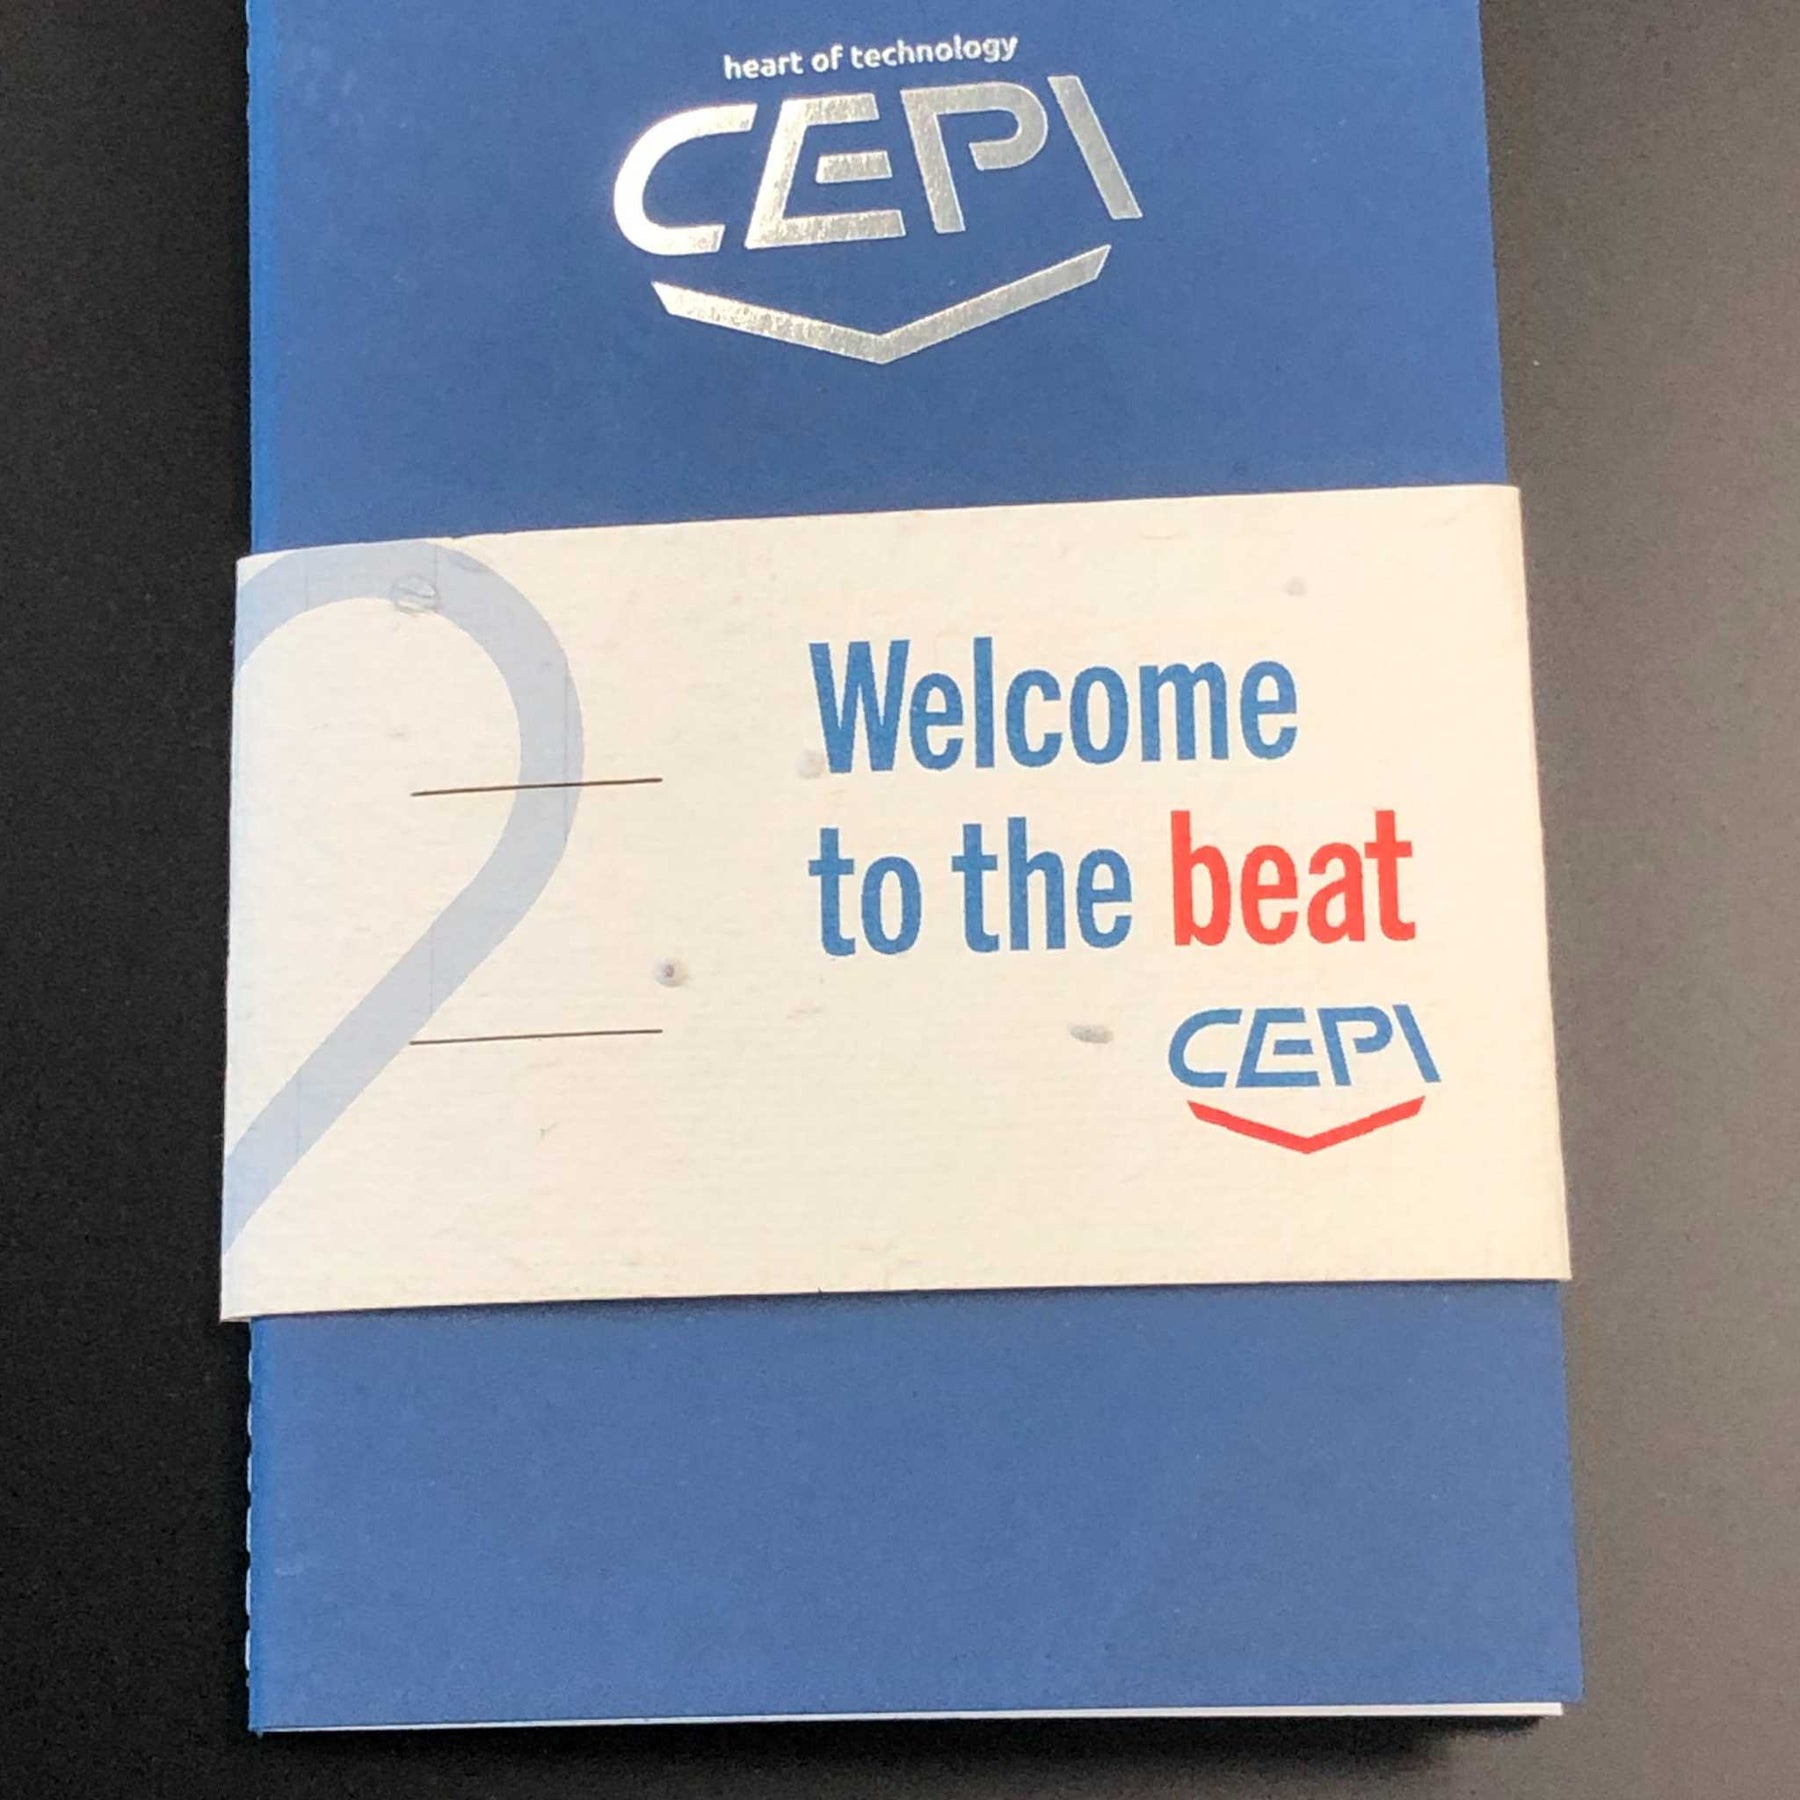 heart of technology
CEPI
Welcome
to the beat
CEPI